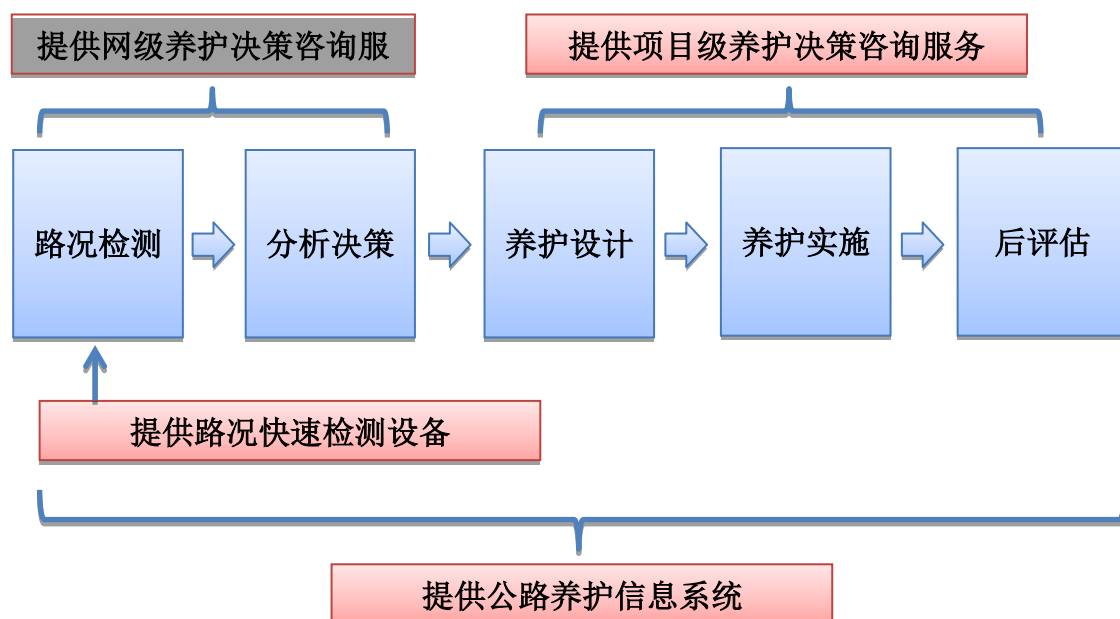 提供网级养护决策咨询服
提供项目级养护决策咨询服务
路况检测
分析决策
养护设计
养护实施
后评估
提供路况快速检测设备
提供公路养护信息系统